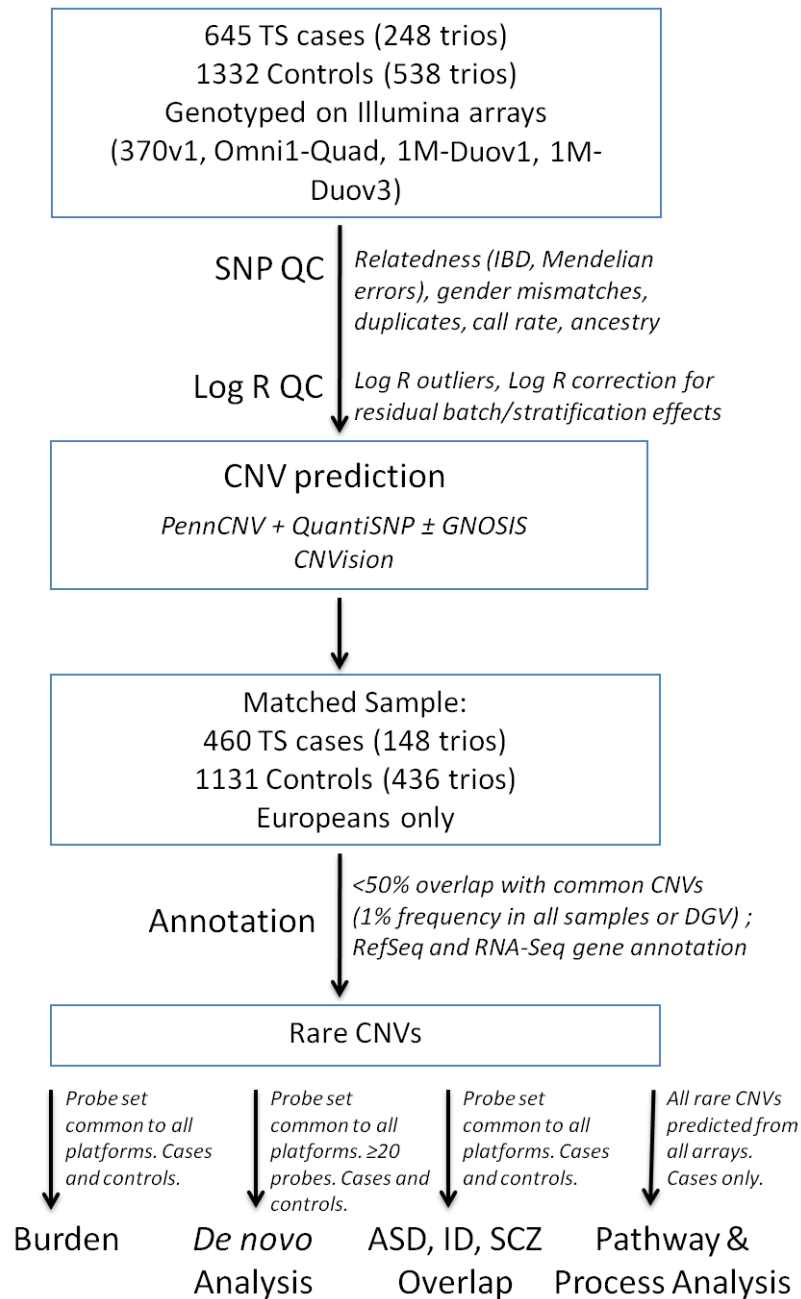 645 TS cases (248 trios)
1332 Controls (538 trios)
Genotyped on Illumina arrays
(370v1, Omni1-Quad, 1M-Duov1, 1M-
Duov3)
SNP QC
Relatedness (IBD, Mendelian
errors), gender mismatches,
duplicates, call rate, ancestry
Log R QC
Log R outliers, Log R correction for
residual batch/stratification effects
CNV prediction
PennCNV + QuantiSNP ± GNOSIS
CNVision
Matched Sample:
460 TS cases (148 trios)
1131 Controls (436 trios)
Europeans only
Annotation
<50% overlap with common CNVs
(1% frequency in all samples or DGV) ;
RefSeq and RNA-Seq gene annotation
Rare CNVs
Probe set
common to all
platforms. Cases
and controls.
Burden
Probe set
common to all
platforms. ≥20
probes. Cases and
controls.
De novo
Analysis
Probe set
common to all
platforms. Cases
and controls.
ASD, ID, SCZ
Overlap
All rare CNVs
predicted from
all arrays.
Cases only.
Pathway &
Process Analysis